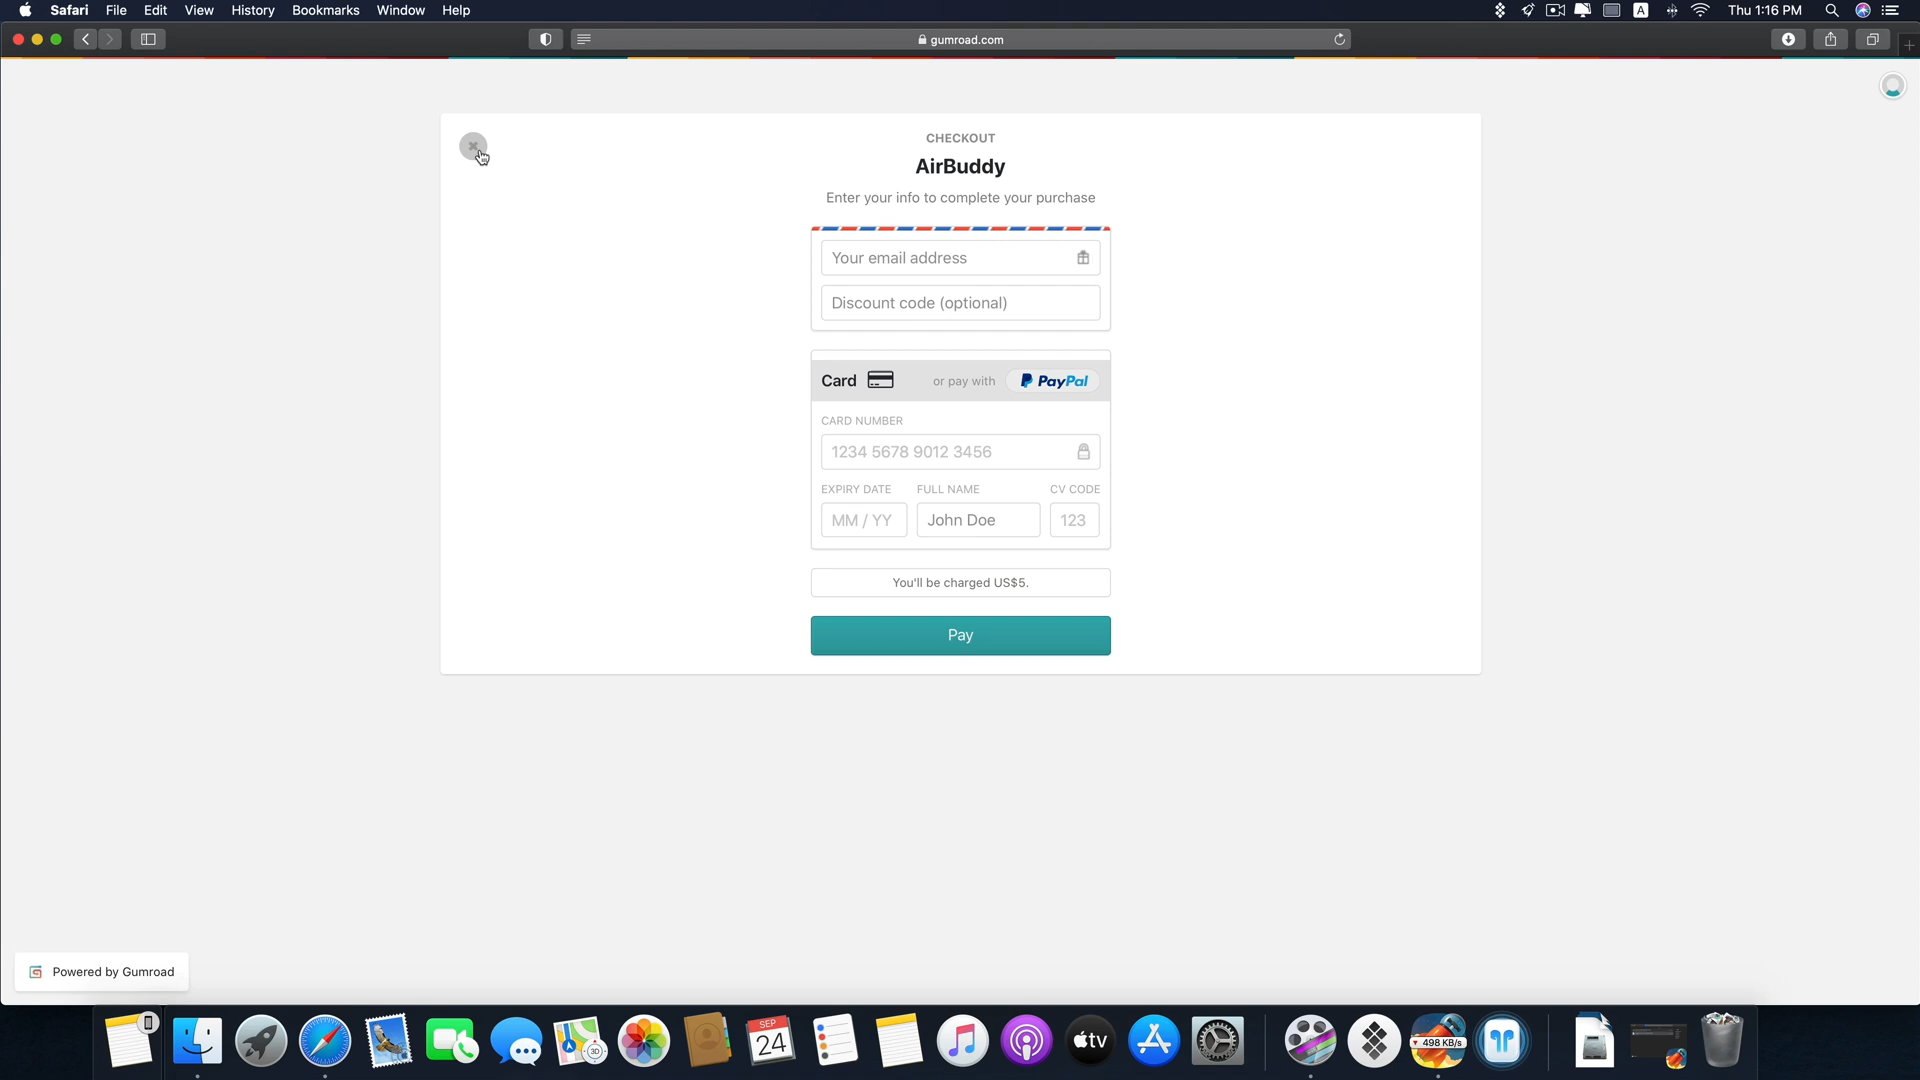 Safari File Edit View History Bookmarks Window Help A Thu 1:16 PM
gumroad.com
CHECKOUT
AirBuddy
Enter your info to complete your purchase
Your email address
Discount code (optional)
Card or pay with PayPal
CARD NUMBER
1234 5678 9012 3456
EXPIRY DATE FULL NAME CV CODE
MM / YY John Doe 123
You'll be charged US$5.
Pay
Powered by Gumroad
SEP
24
3D
tv
498 KB/s